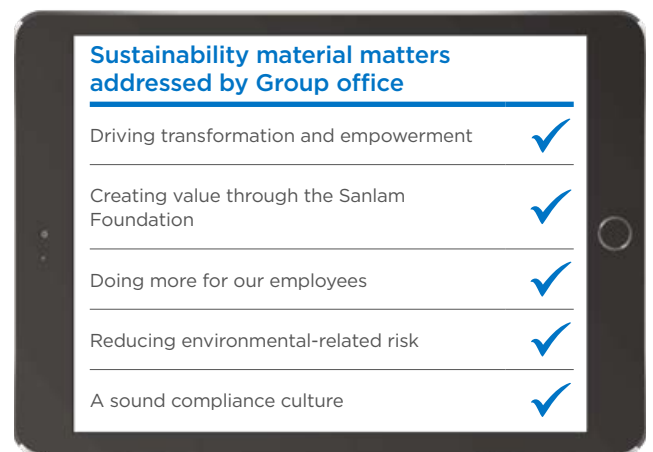 Sustainability material matters
addressed by Group office
Driving transformation and empowerment
Creating value through the Sanlam
Foundation
Doing more for our employees
Reducing environmental-related risk
A sound compliance culture